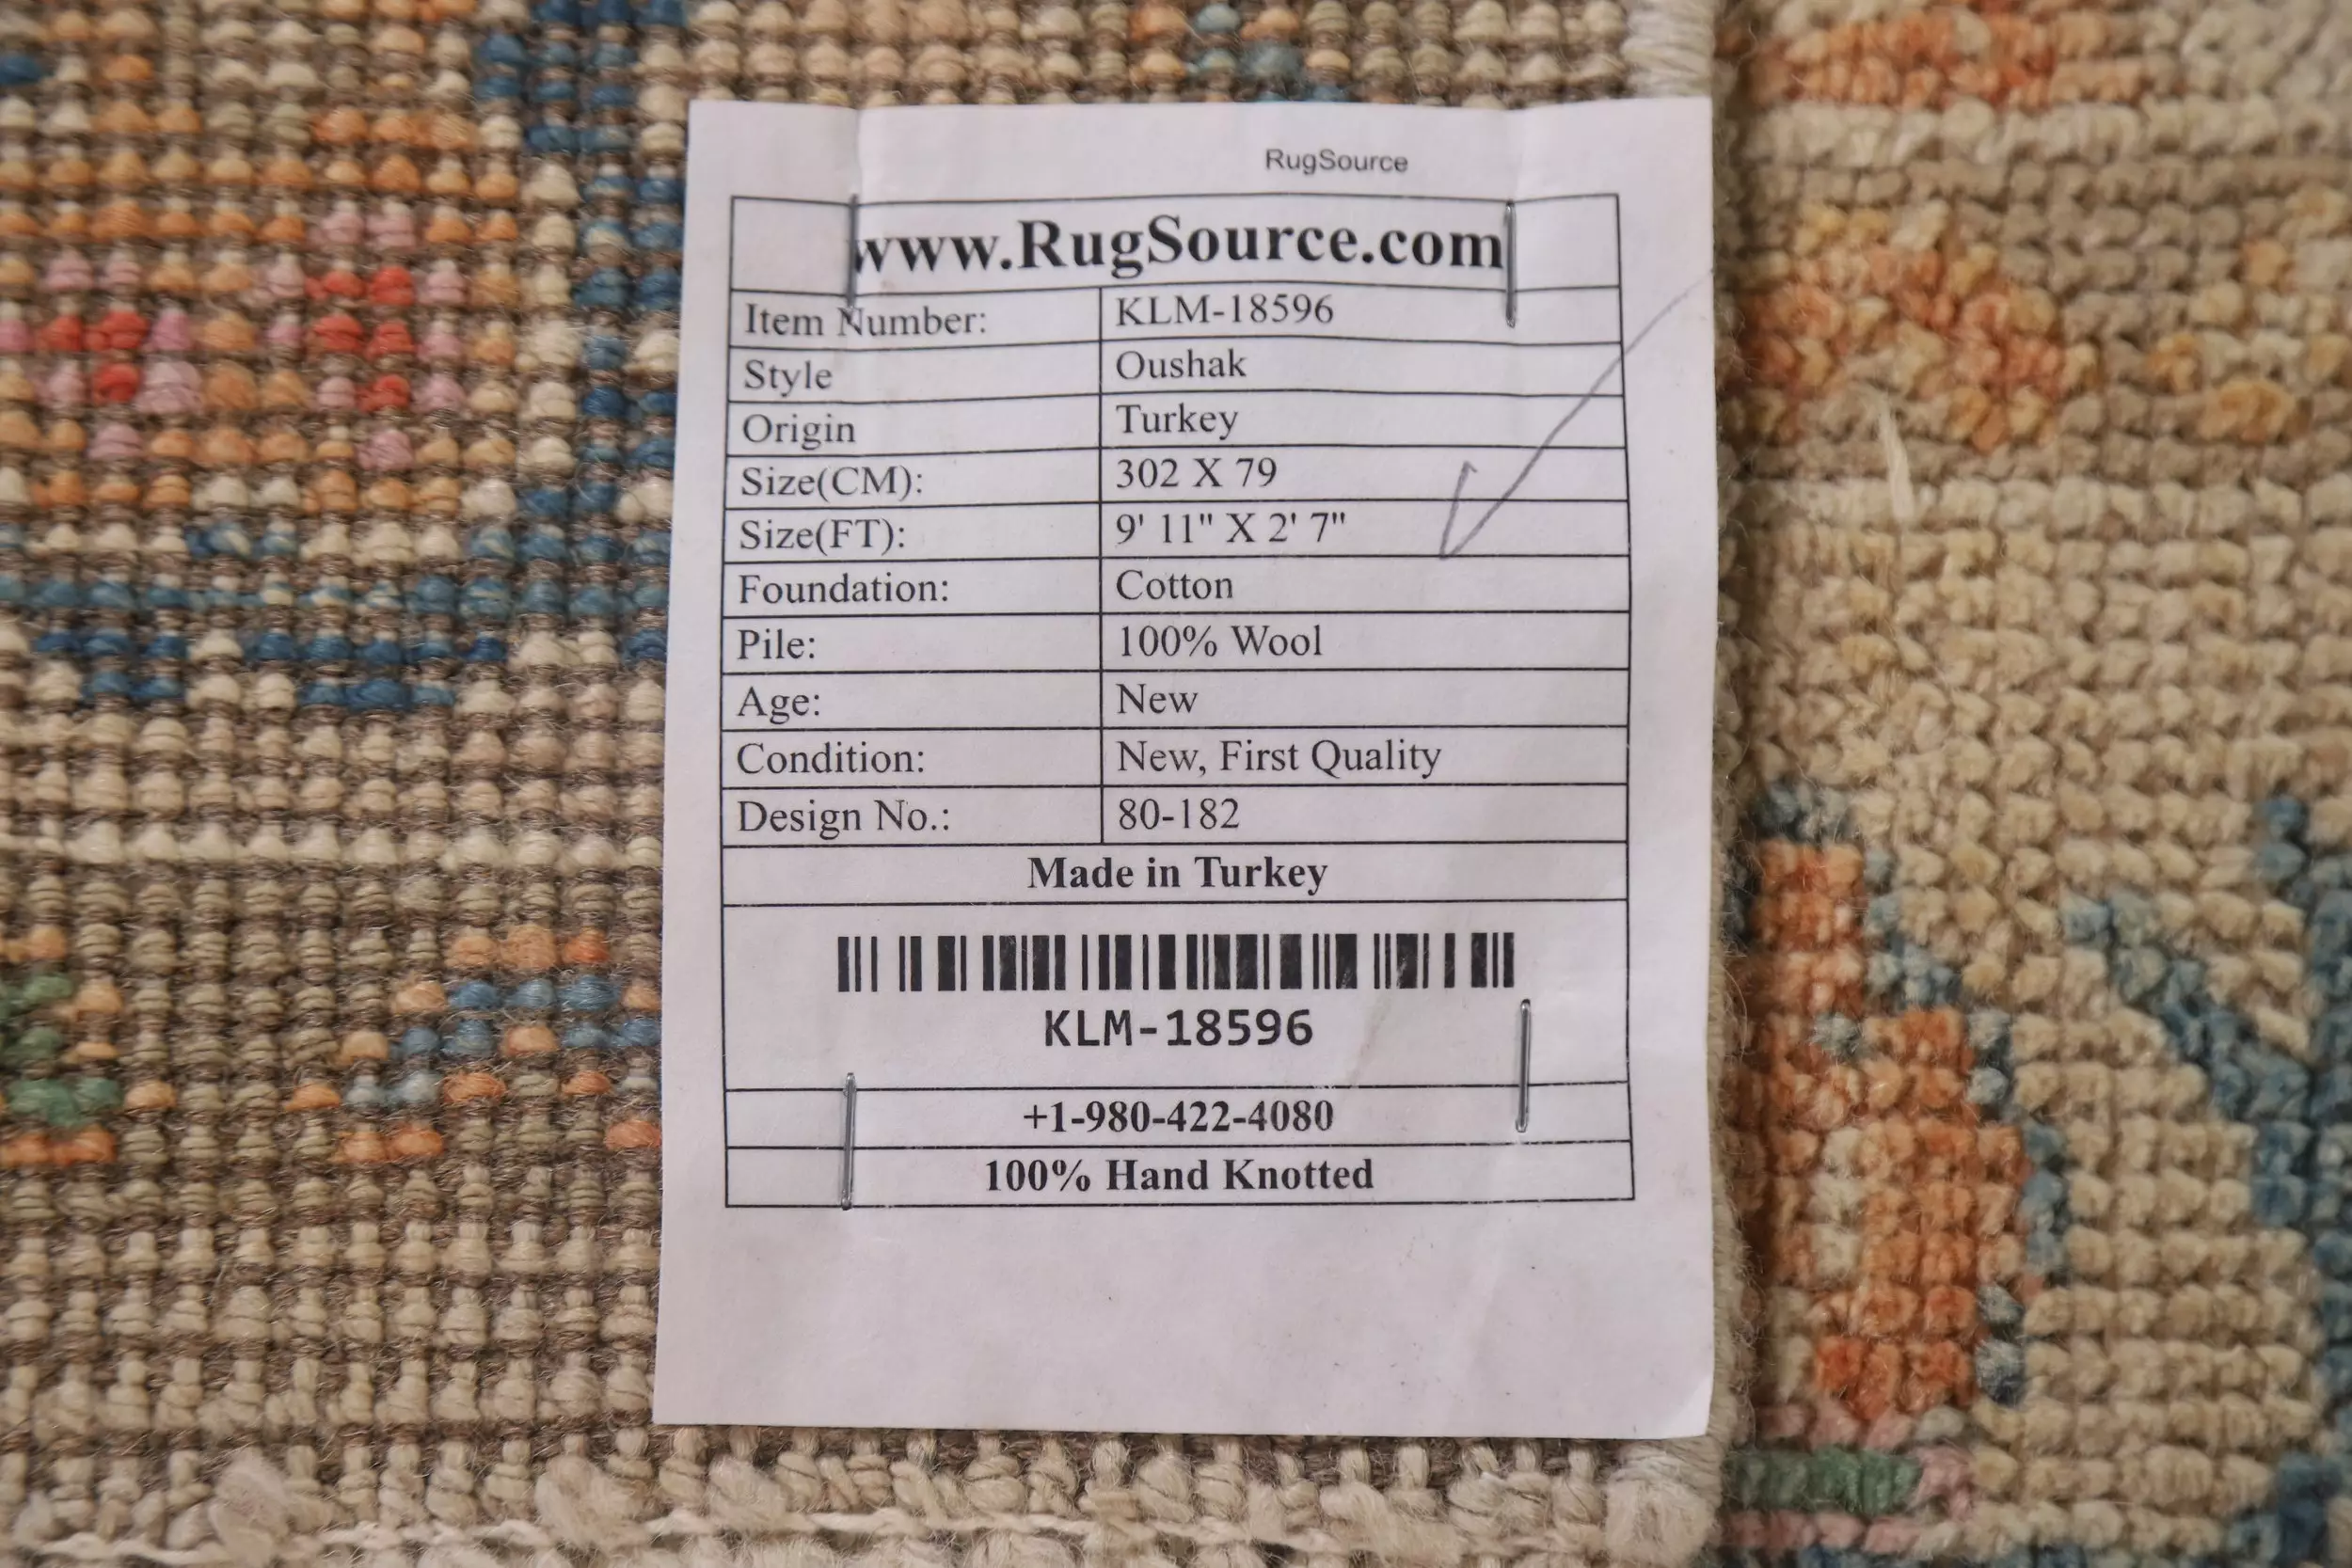 RugSource
www.RugSource.com
Item Number: KLM-18596
Style Oushak
Origin Turkey
Size(CM): 302 X 79
Size(FT): 9' 11" X 2' 7"
Foundation: Cotton
Pile: 100% Wool
Age: New
Condition: New, First Quality
Design No.: 80-182
Made in Turkey
KLM-18596
+1-980-422-4080
100% Hand Knotted